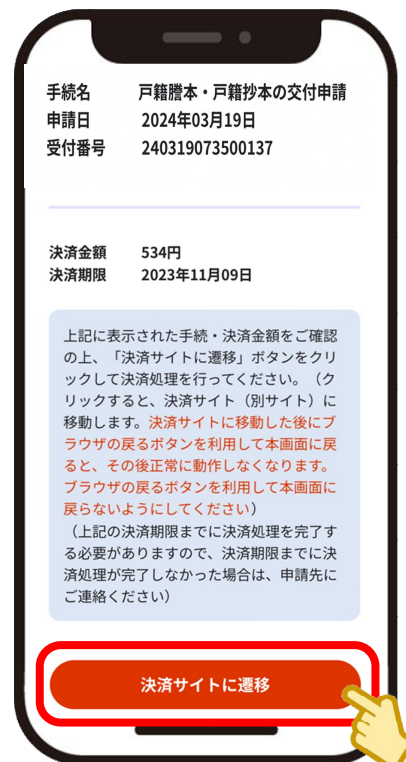 手続名 戸籍謄本・戸籍抄本の交付申請
申請日 2024年03月19日
受付番号 240319073500137
決済金額 534円
決済期限 2023年11月09日
上記に表示された手続・決済金額をご確認
の上、「決済サイトに遷移」ボタンをクリ
ックして決済処理を行ってください。（ク
リックすると、決済サイト（別サイト）に
移動します。決済サイトに移動した後にブ
ラウザの戻るボタンを利用して本画面に戻
ると、その後正常に動作しなくなります。
ブラウザの戻るボタンを利用して本画面に
戻らないようにしてください）
（上記の決済期限までに決済処理を完了す
る必要がありますので、決済期限までに決
済処理が完了しなかった場合は、申請先に
ご連絡ください）
決済サイトに遷移